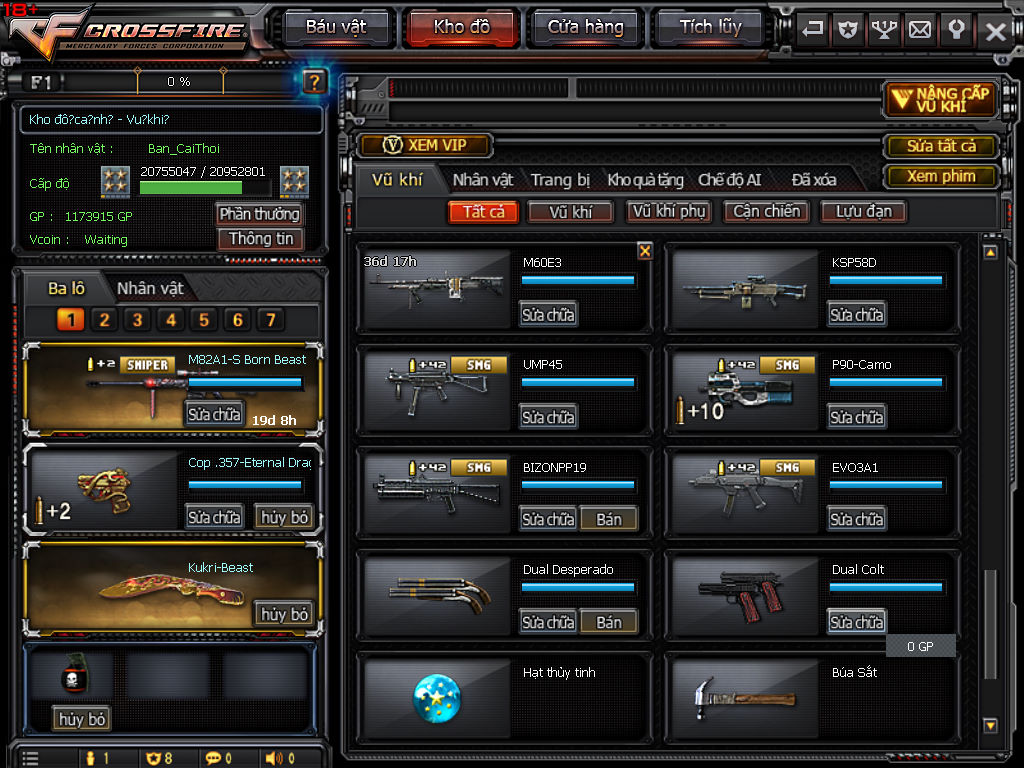 18+
CROSSFIRE
MERCENARY FORCES CORPORATION
Báu vật
Kho đồ
Cửa hàng
Tích lũy
F1
0 %
?
NÂNG CẤP
VŨ KHÍ
Kho đồ?ca?nh? - Vu?khi?
Tên nhân vật : Ban_CaiThoi
Cấp độ
20755047 / 20952801
GP : 1173915 GP
Phần thưởng
Vcoin : Waiting
Thông tin
XEM VIP
Sửa tất cả
Xem phim
Vũ khí
Nhân vật
Trang bị
Kho quà tặng
Chế độ AI
Đã xóa
Tất cả
Vũ khí
Vũ khí phụ
Cận chiến
Lựu đạn
Ba lô
Nhân vật
1 2 3 4 5 6 7
+2 SNIPER
M82A1-S Born Beast
Sửa chữa
19d 8h
Cop .357-Eternal Drag
+2
Sửa chữa
hủy bỏ
Kukri-Beast
hủy bỏ
hủy bỏ
1
8
0
0
36d 17h
M60E3
Sửa chữa
KSP58D
Sửa chữa
+42 SMG
UMP45
Sửa chữa
+42 SMG
P90-Camo
+10
Sửa chữa
+42 SMG
BIZONPP19
Sửa chữa
Bán
+42 SMG
EVO3A1
Sửa chữa
Dual Desperado
Sửa chữa
Bán
Dual Colt
Sửa chữa
0 GP
Hạt thủy tinh
Búa Sắt